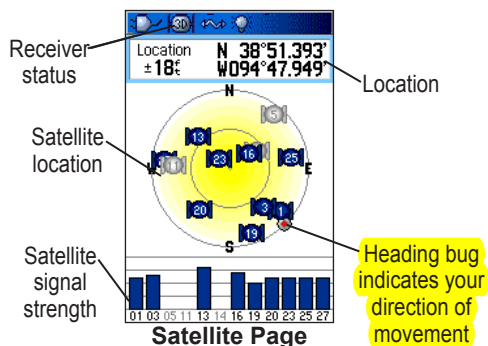 3D
Receiver status
Location N 38°51.393'
±18ft W094°47.949'
Location
N
5
13
Satellite location
W
11
23
16
25
E
20
3
1
19
S
Heading bug indicates your direction of movement
Satellite signal strength
01 03 05 11 13 14 16 19 20 23 25 27
Satellite Page